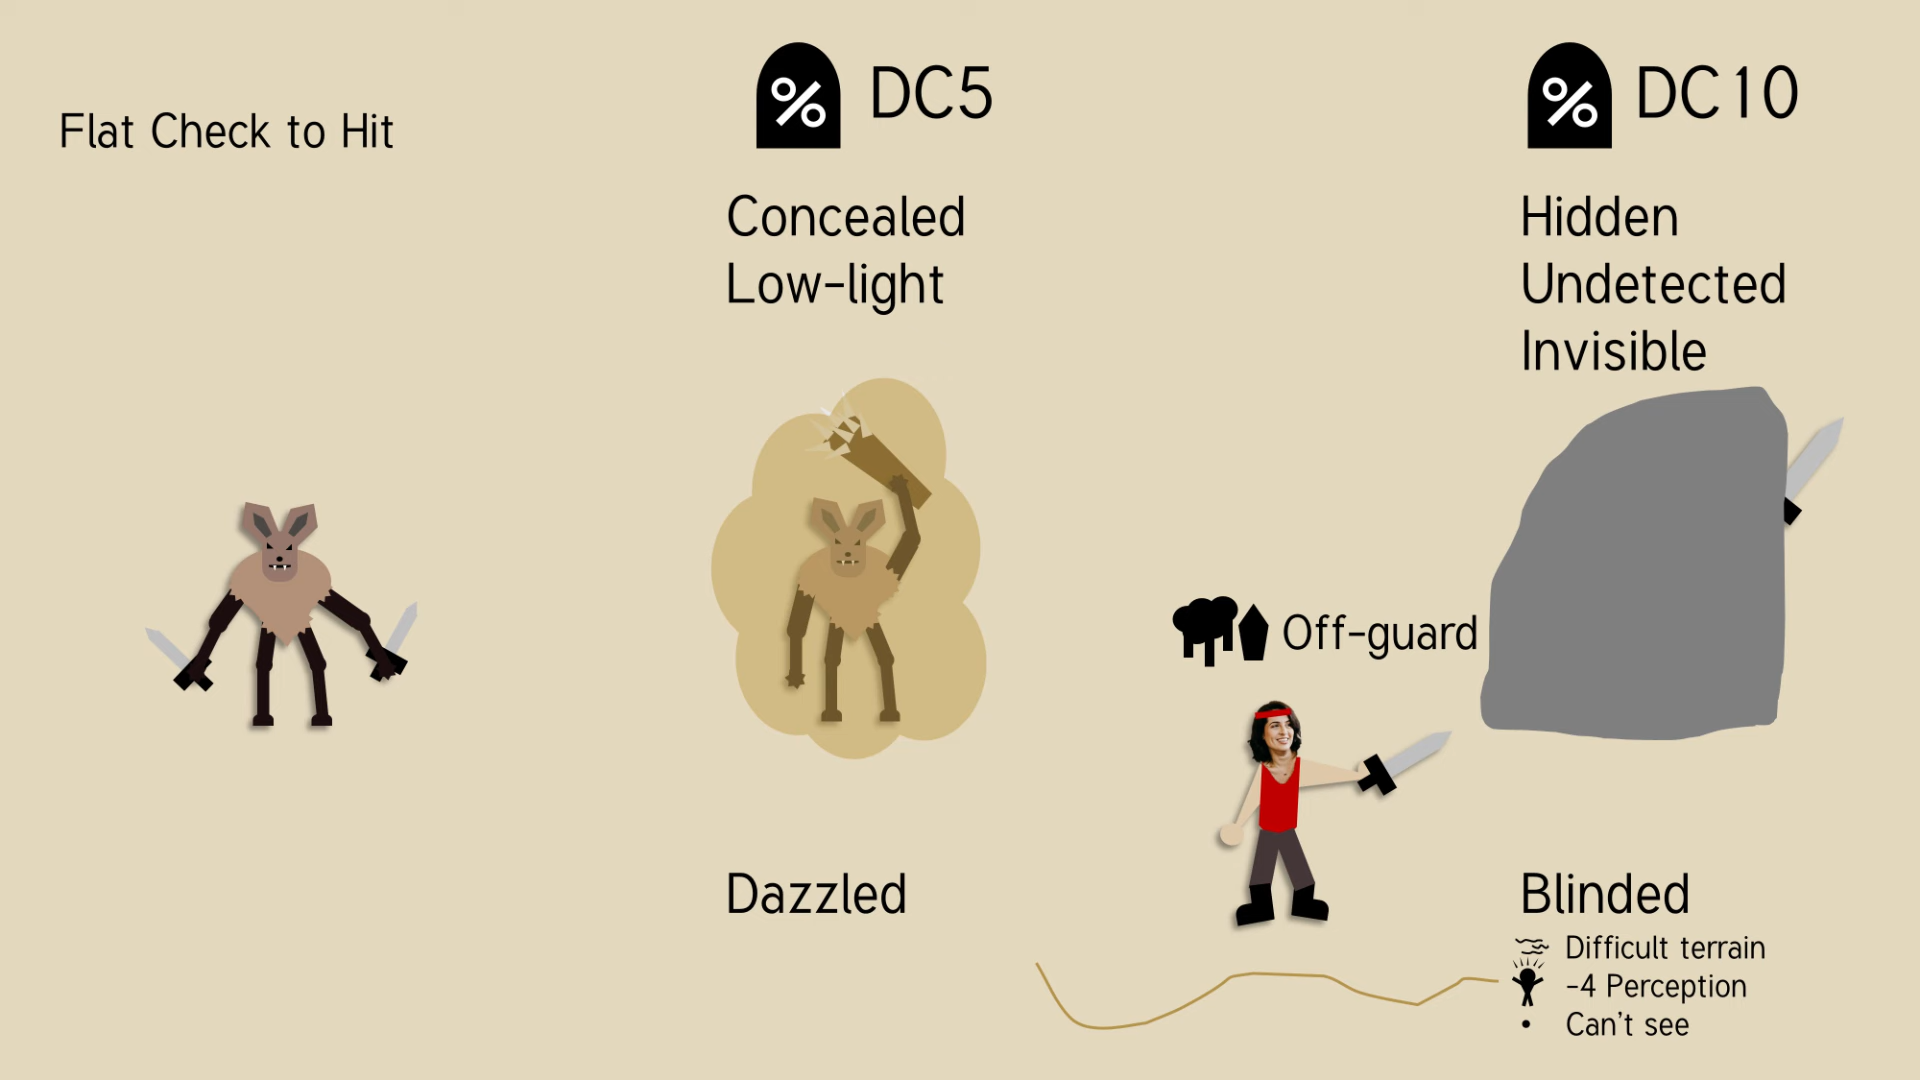 Flat Check to Hit
% DC5
% DC10
Concealed
Low-light
Hidden
Undetected
Invisible
Off-guard
Dazzled
Blinded
Difficult terrain
-4 Perception
• Can't see